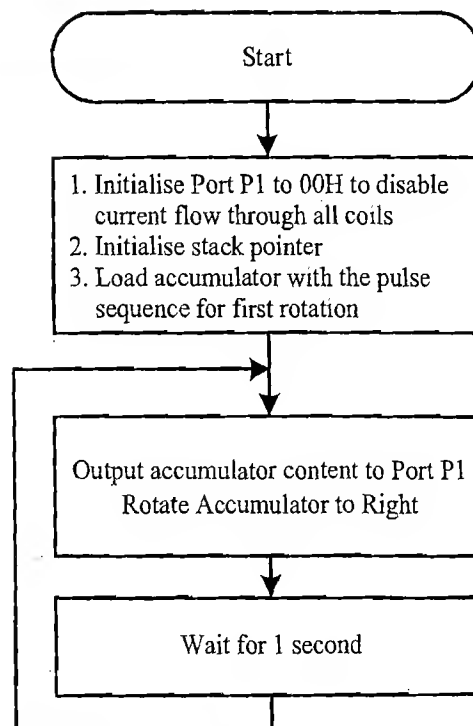 Start
1. Initialise Port P1 to 00H to disable
current flow through all coils
2. Initialise stack pointer
3. Load accumulator with the pulse
sequence for first rotation
Output accumulator content to Port P1
Rotate Accumulator to Right
Wait for 1 second